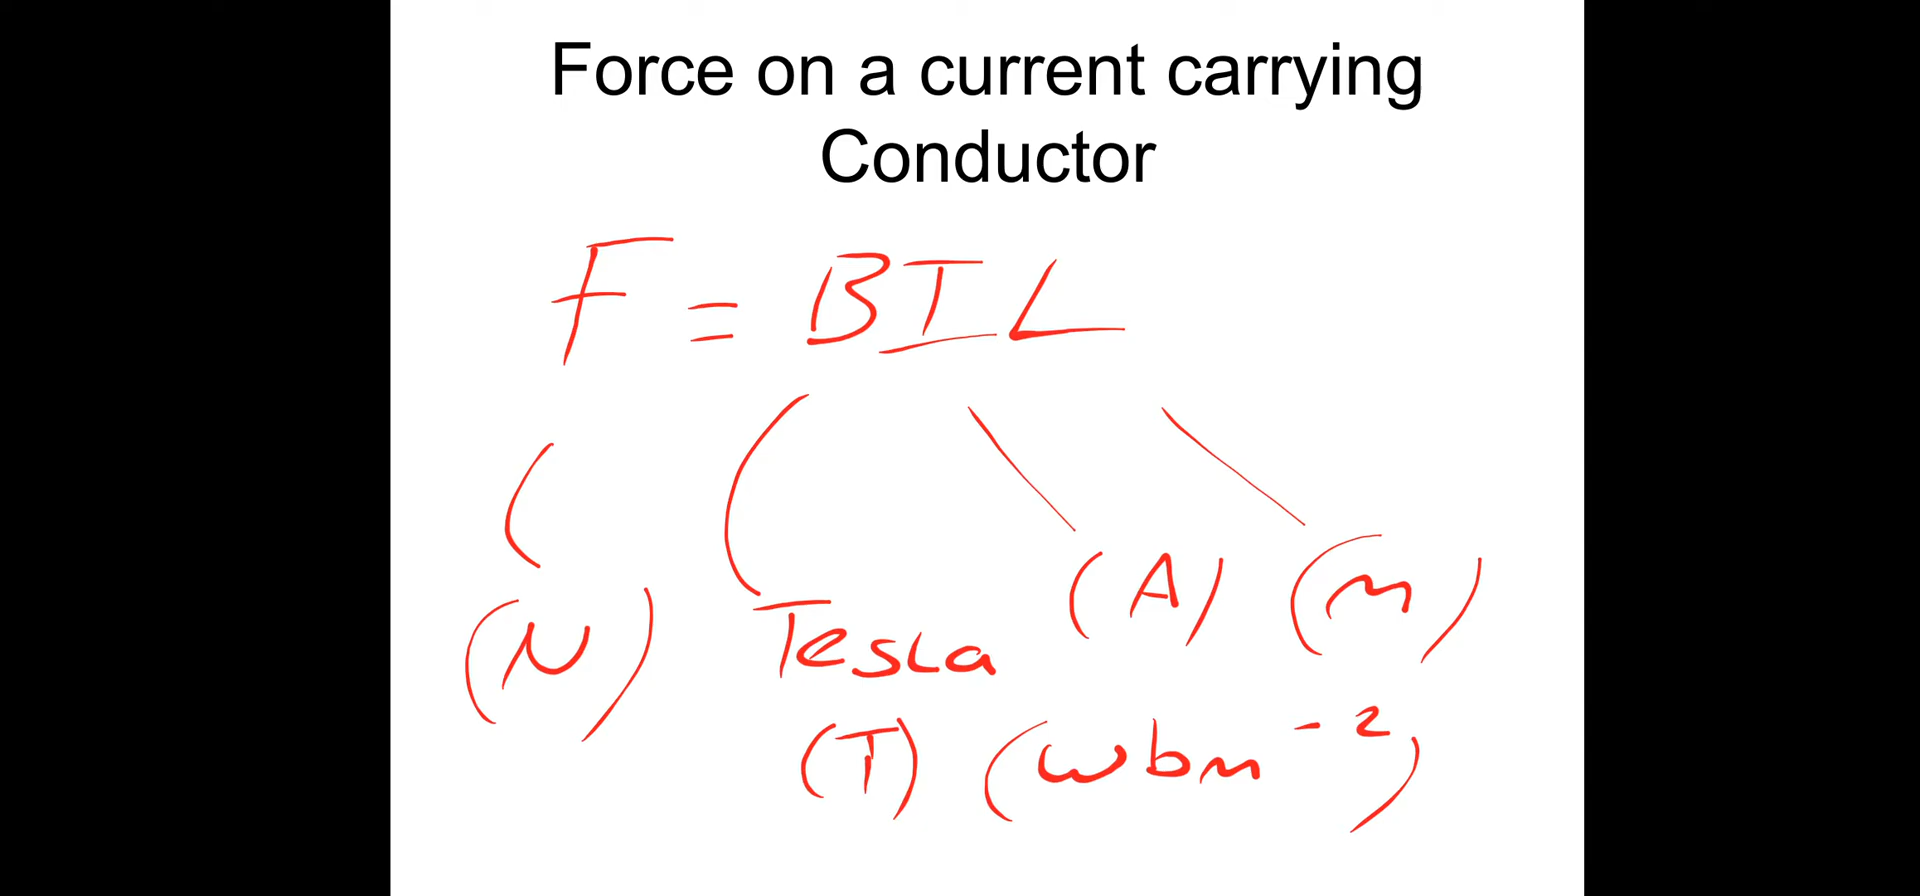 Force on a current carrying
Conductor
F = BIL
(N) Tesla (A) (m)
(T) (wbm⁻²)